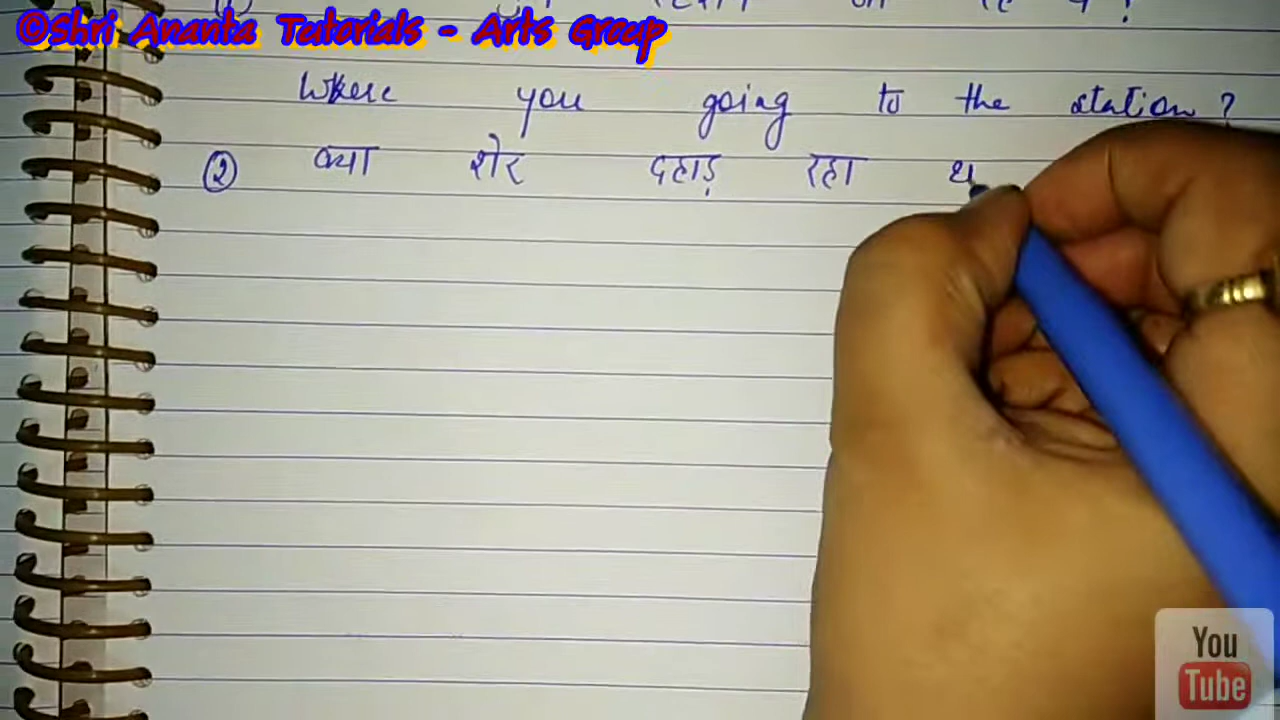 ©Shri Ananta Tutorials - Arts Group
Where you going to the station?
② क्या शेर दहाड़ रहा थ
You
Tube